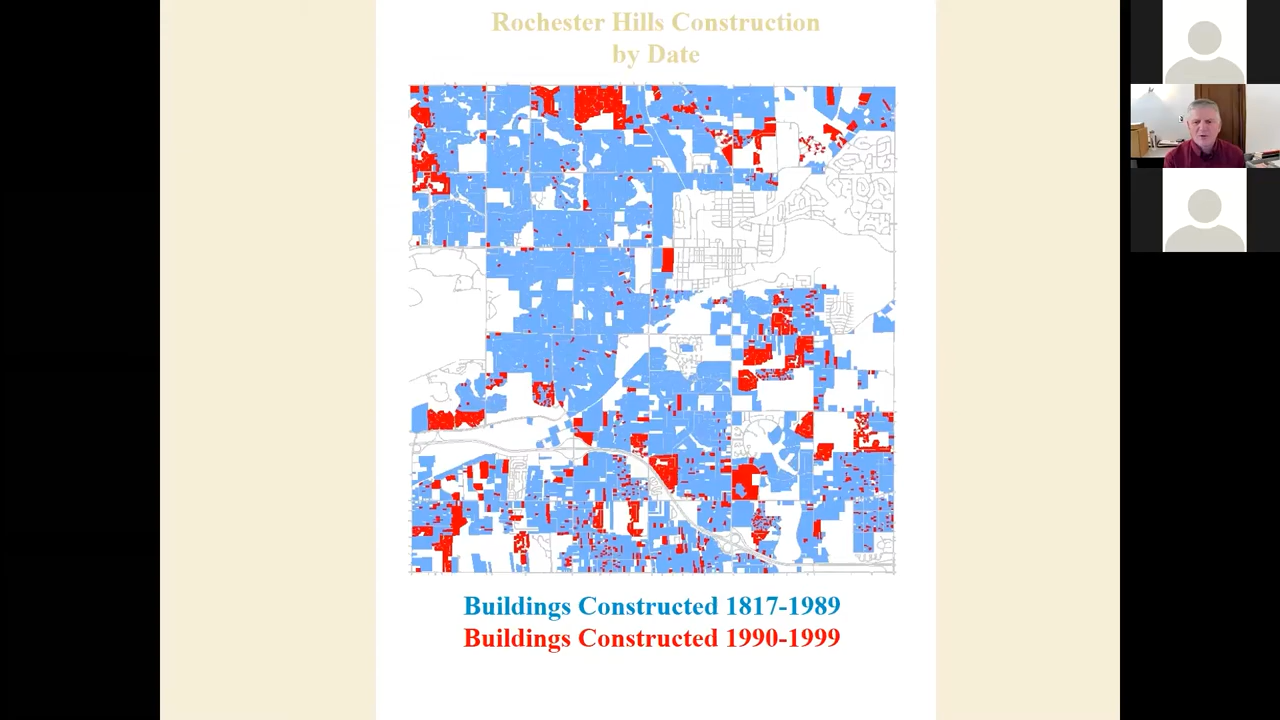 Rochester Hills Construction
by Date
Buildings Constructed 1817-1989
Buildings Constructed 1990-1999